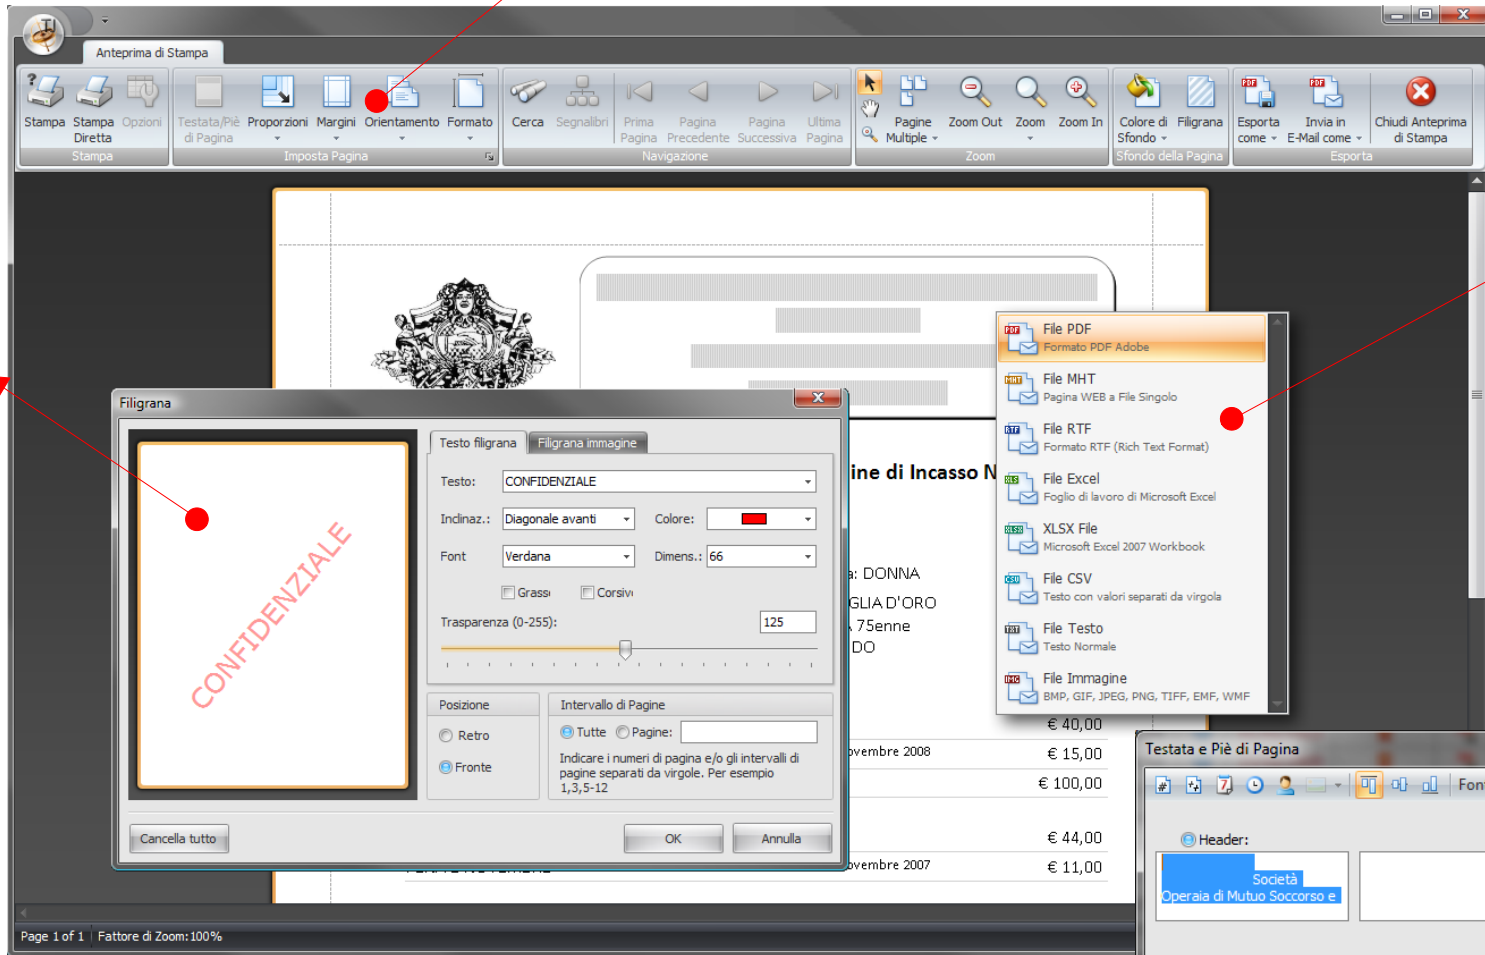 Anteprima di Stampa
Stampa
Stampa Diretta
Opzioni
Testata/Piè di Pagina
Proporzioni
Margini
Orientamento
Formato
Cerca
Segnalibri
Prima Pagina
Pagina Precedente
Pagina Successiva
Ultima Pagina
Pagine Multiple
Zoom Out
Zoom
Zoom In
Colore di Sfondo
Filigrana
Esporta come
Invia in E-Mail come
Chiudi Anteprima di Stampa
Stampa
Imposta Pagina
Navigazione
Zoom
Sfondo della Pagina
Esporta
File PDF
Formato PDF Adobe
File MHT
Pagina WEB a File Singolo
File RTF
Formato RTF (Rich Text Format)
File Excel
Foglio di lavoro di Microsoft Excel
XLSX File
Microsoft Excel 2007 Workbook
File CSV
Testo con valori separati da virgola
File Testo
Testo Normale
File Immagine
BMP, GIF, JPEG, PNG, TIFF, EMF, WMF
Filigrana
CONFIDENZIALE
Testo filigrana
Filigrana immagine
Testo: CONFIDENZIALE
Inclinaz.: Diagonale avanti
Colore:
Font Verdana
Dimens.: 66
Grasse
Corsive
Trasparenza (0-255): 125
Posizione
Retro
Fronte
Intervallo di Pagine
Tutte
Pagine:
Indicare i numeri di pagina e/o gli intervalli di
pagine separati da virgole. Per esempio
1,3,5-12
Cancella tutto
OK
Annulla
ine di Incasso N
a: DONNA
GLIA D'ORO
75enne
DO
€ 40,00
ovembre 2008
€ 15,00
€ 100,00
€ 44,00
ovembre 2007
€ 11,00
Testata e Piè di Pagina
Font
Header:
Società
Operaia di Mutuo Soccorso e
Page 1 of 1
Fattore di Zoom:100%